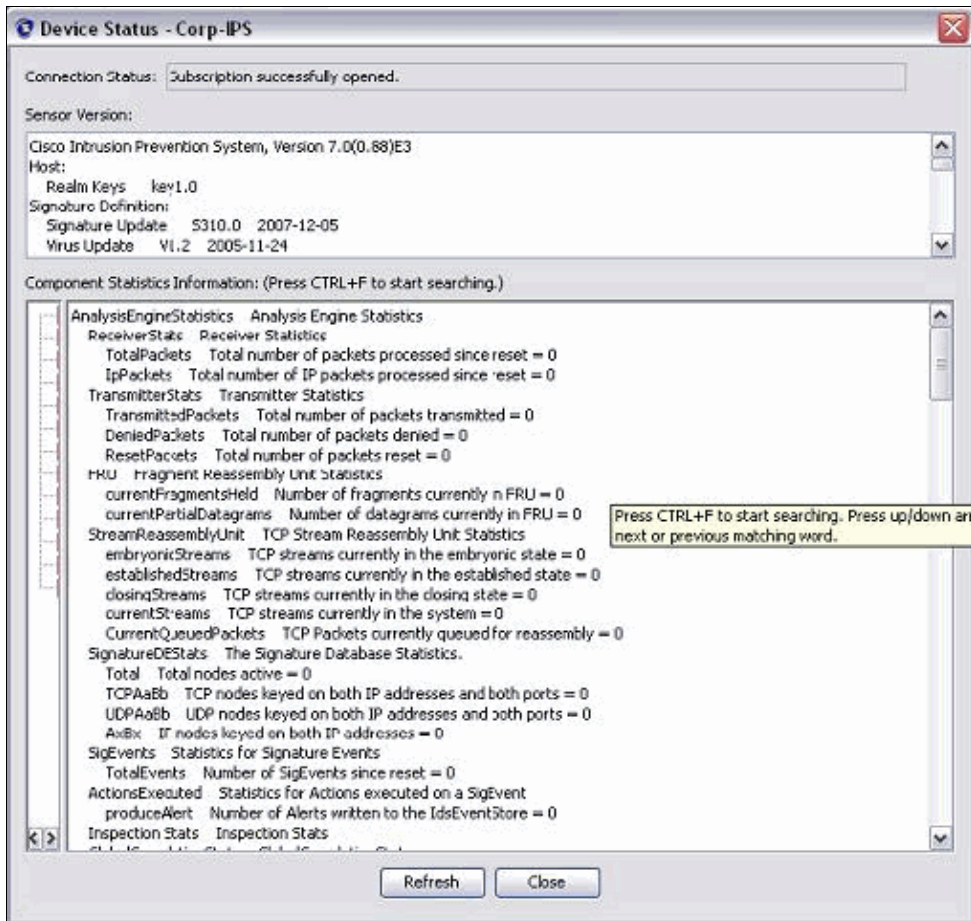 Device Status - Corp-IPS
Connection Status: Subscription successfully opened.
Sensor Version:
Cisco Intrusion Prevention System, Version 7.0(0.88)E3
Host:
Realm Keys key1.0
Signature Definition:
Signature Update S310.0 2007-12-05
Virus Update V1.2 2005-11-24
Component Statistics Information: (Press CTRL+F to start searching.)
AnalysisEngineStatistics Analysis Engine Statistics
ReceiverStats Receiver Statistics
TotalPackets Total number of packets processed since reset = 0
IpPackets Total number of IP packets processed since reset = 0
TransmitterStats Transmitter Statistics
TransmittedPackets Total number of packets transmitted = 0
DeniedPackets Total number of packets denied = 0
ResetPackets Total number of packets reset = 0
FRU Fragment Reassembly Unit Statistics
currentFragmentsHeld Number of fragments currently in FRU = 0
currentPartialDatagrams Number of datagrams currently in FRU = 0
Press CTRL+F to start searching. Press up/down arr
next or previous matching word.
StreamReassemblyUnit TCP Stream Reassembly Unit Statistics
embryonicStreams TCP streams currently in the embryonic state = 0
establishedStreams TCP streams currently in the established state = 0
closingStreams TCP streams currently in the closing state = 0
currentStreams TCP streams currently in the system = 0
CurrentQueuedPackets TCP Packets currently queued for reassembly = 0
SignatureDBStats The Signature Database Statistics.
Total Total nodes active = 0
TCPAaBb TCP nodes keyed on both IP addresses and both ports = 0
UDPAaBb UDP nodes keyed on both IP addresses and both ports = 0
AxBx IP nodes keyed on both IP addresses = 0
SigEvents Statistics for Signature Events
TotalEvents Number of SigEvents since reset = 0
ActionsExecuted Statistics for Actions executed on a SigEvent
produceAlert Number of Alerts written to the IdsEventStore = 0
Inspection Stats Inspection Stats
Refresh Close